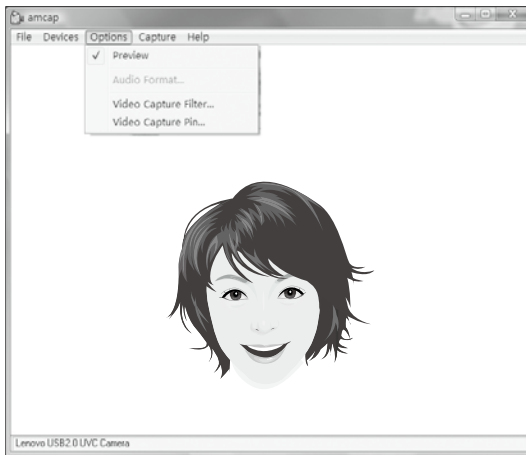 amcap
File Devices Options Capture Help
✓ Preview
Audio Format...
Video Capture Filter...
Video Capture Pin...
Lenovo USB2.0 UVC Camera